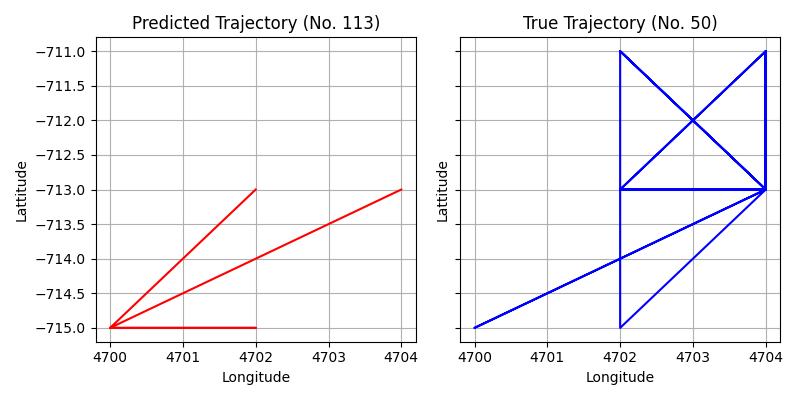 Predicted Trajectory (No. 113)
True Trajectory (No. 50)
Lattitude
−711.0
−711.5
−712.0
−712.5
−713.0
−713.5
−714.0
−714.5
−715.0
4700 4701 4702 4703 4704
Longitude
Lattitude
4700 4701 4702 4703 4704
Longitude